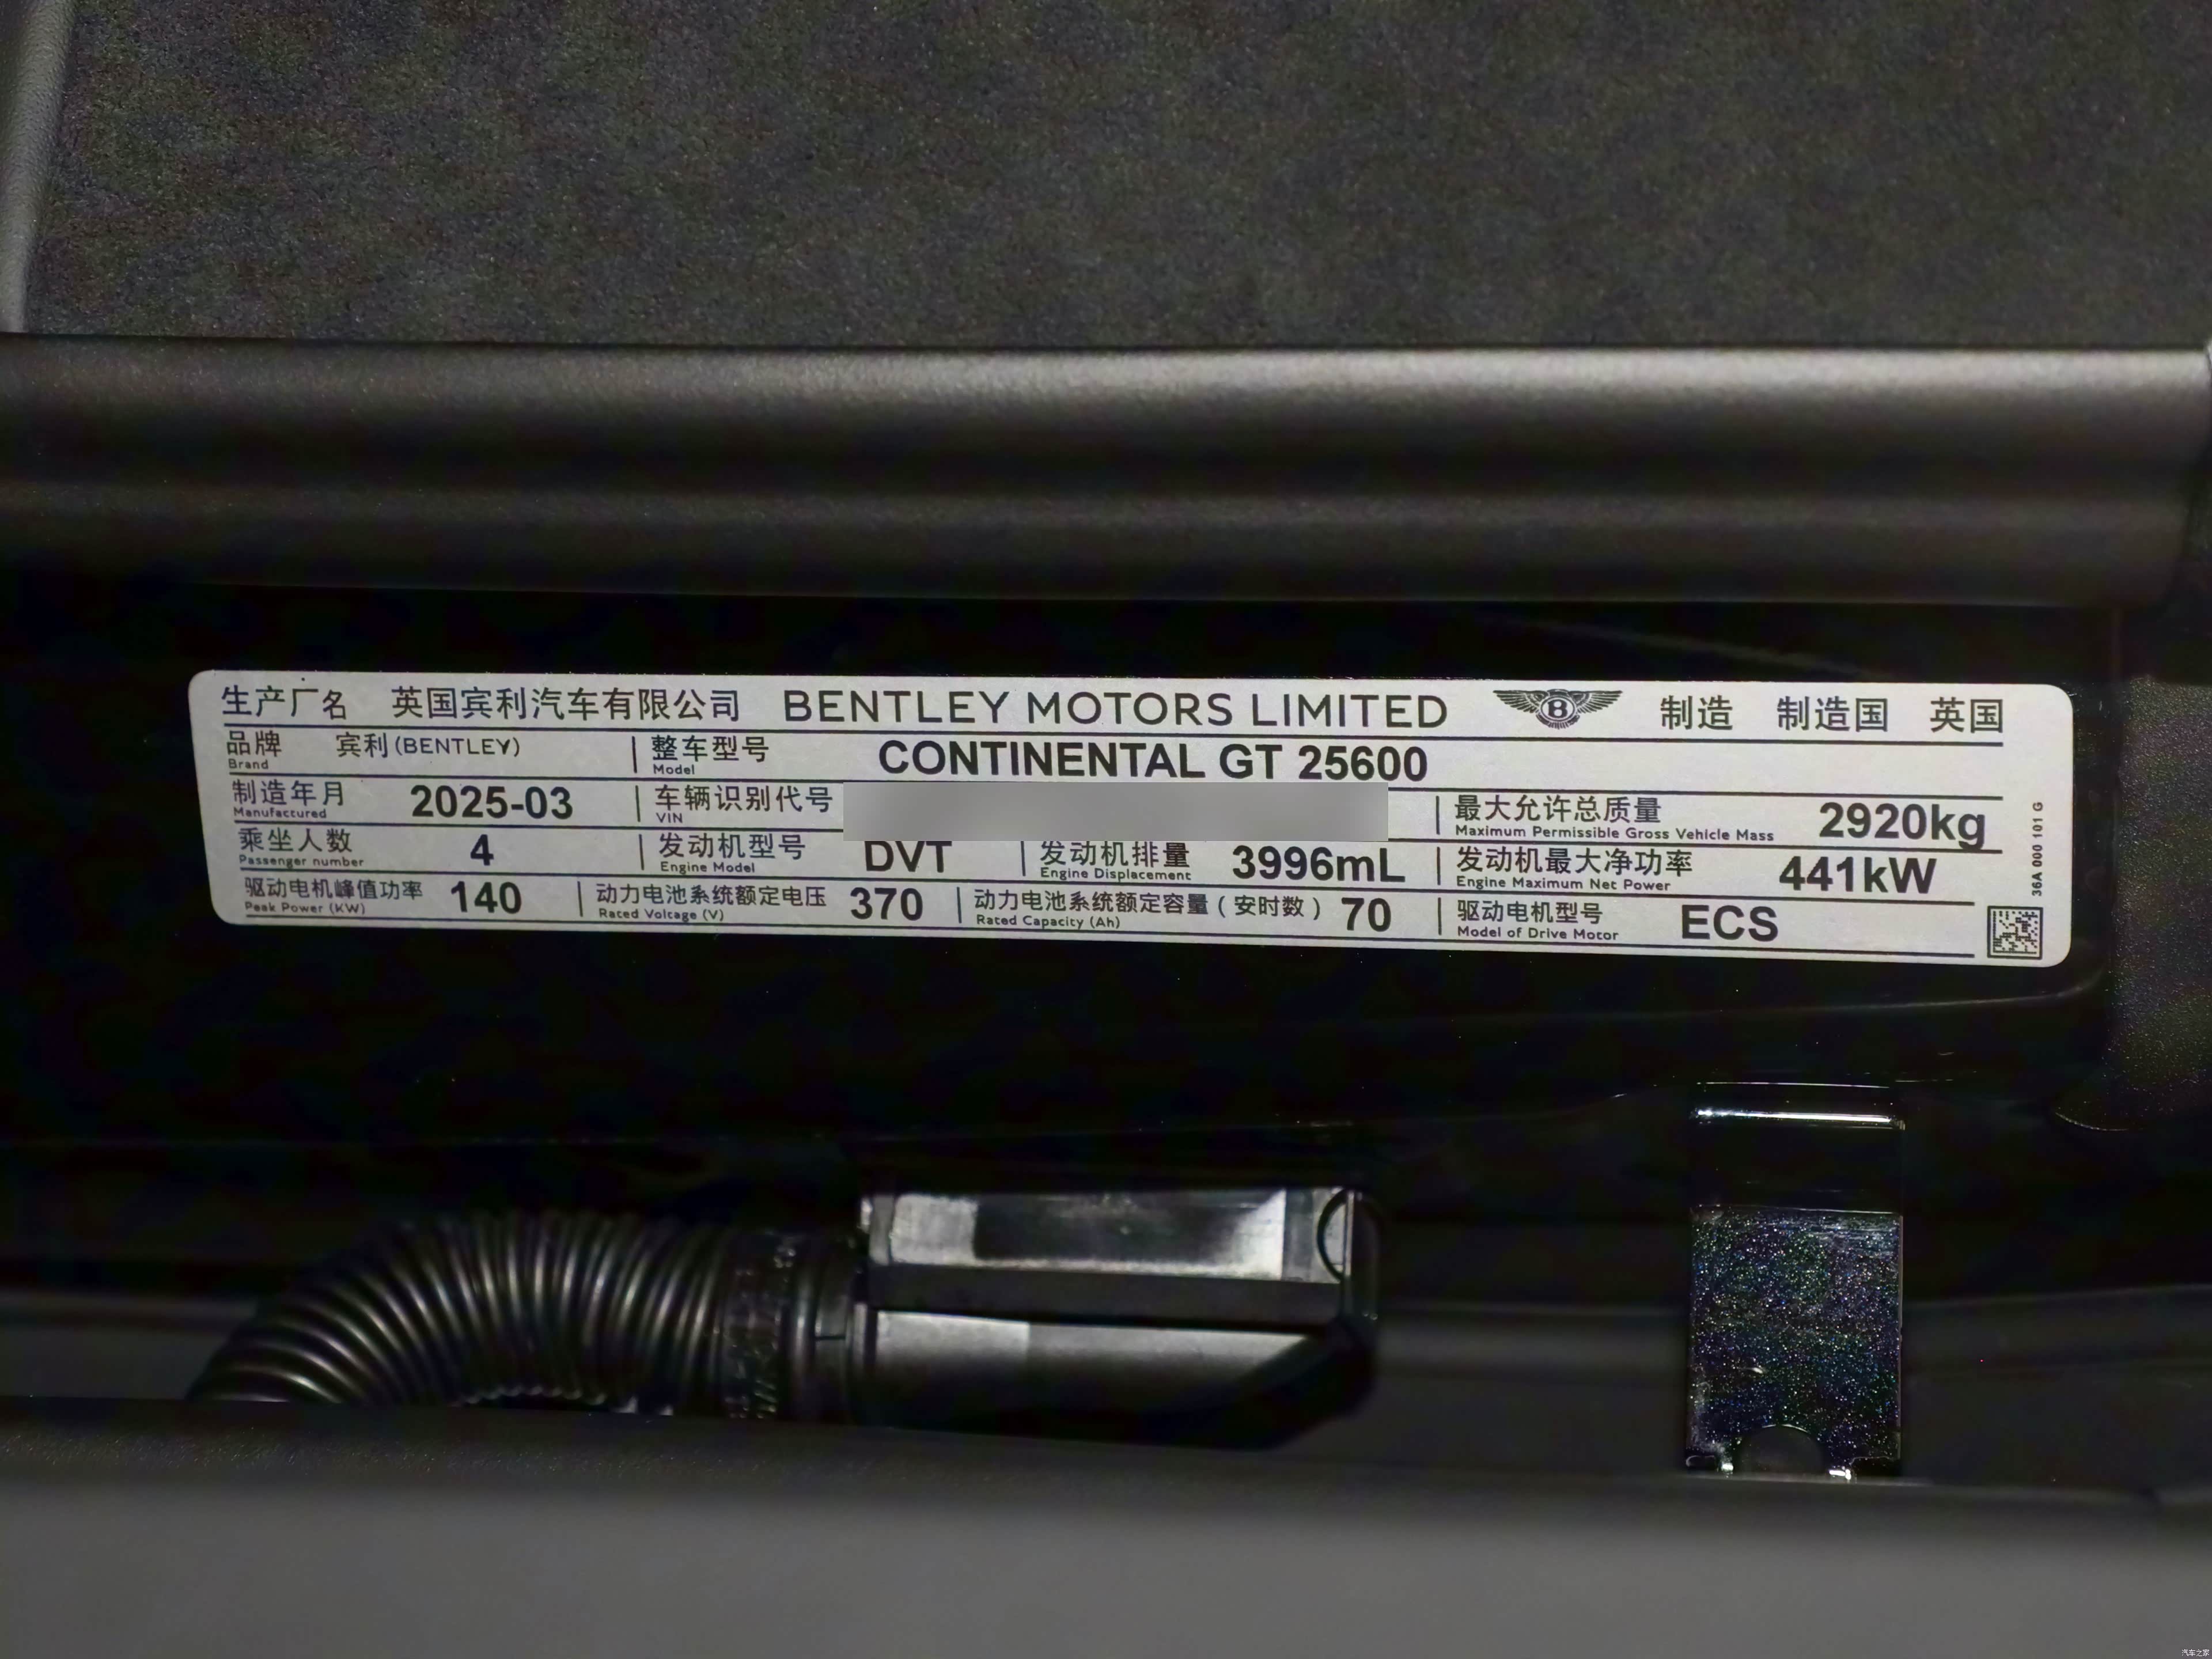 生产厂名 英国宾利汽车有限公司 BENTLEY MOTORS LIMITED B 制造 制造国 英国
品牌 宾利(BENTLEY) 整车型号 CONTINENTAL GT 25600
Brand Model
制造年月 2025-03 车辆识别代号 最大允许总质量 2920kg
Manufactured VIN Maximum Permissible Gross Vehicle Mass
乘坐人数 4 发动机型号 DVT 发动机排量 3996mL 发动机最大净功率 441kW
Passenger number Engine Model Engine Displacement Engine Maximum Net Power
驱动电机峰值功率 140 动力电池系统额定电压 370 动力电池系统额定容量(安时数) 70 驱动电机型号 ECS
Peak Power (KW) Rated Voltage (V) Rated Capacity (Ah) Model of Drive Motor
36A 000 101 G
汽车之家